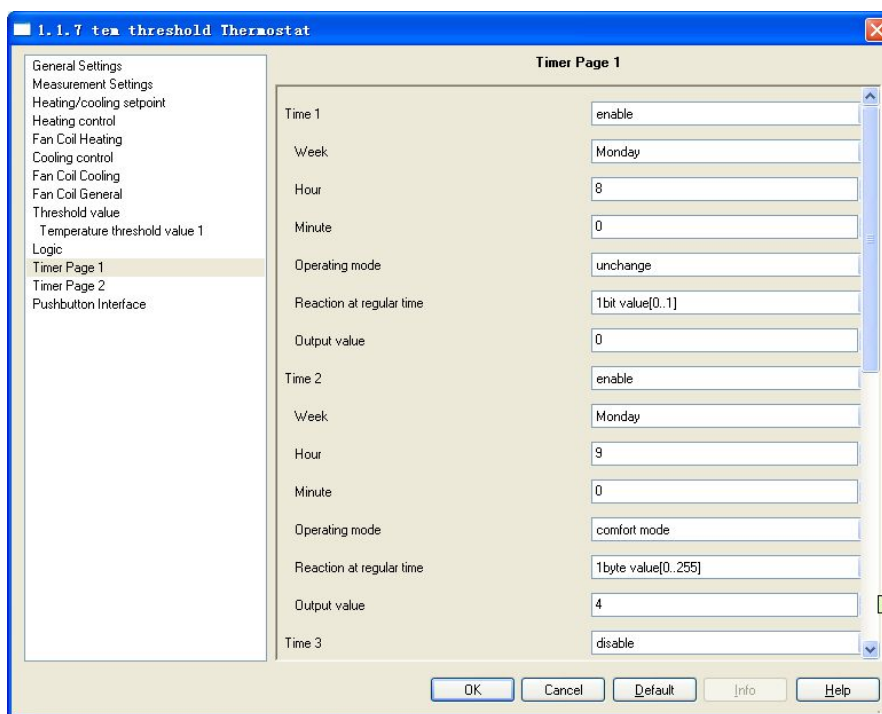 1.1.7 tem threshold Thermostat
General Settings
Measurement Settings
Heating/cooling setpoint
Heating control
Fan Coil Heating
Cooling control
Fan Coil Cooling
Fan Coil General
Threshold value
Temperature threshold value 1
Logic
Timer Page 1
Timer Page 2
Pushbutton Interface
Timer Page 1
Time 1 enable
Week Monday
Hour 8
Minute 0
Operating mode unchange
Reaction at regular time 1bit value[0..1]
Output value 0
Time 2 enable
Week Monday
Hour 9
Minute 0
Operating mode comfort mode
Reaction at regular time 1byte value[0..255]
Output value 4
Time 3 disable
OK Cancel Default Info Help